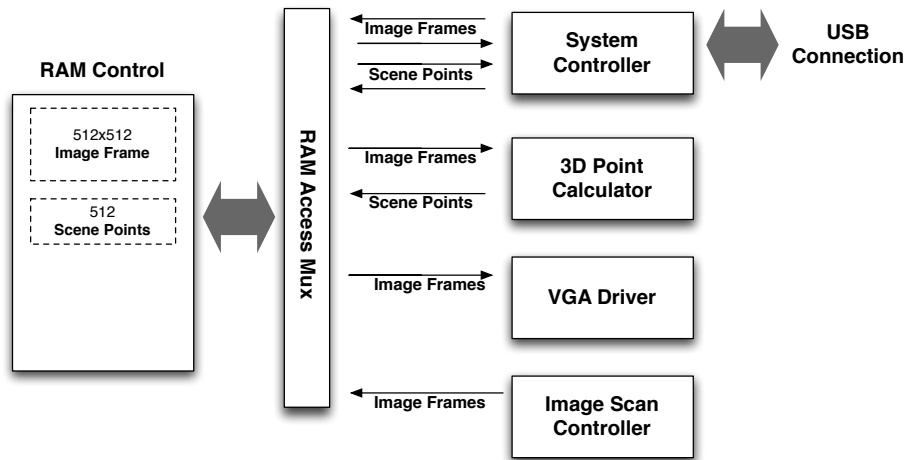 RAM Control
512x512
Image Frame
512
Scene Points
RAM Access Mux
Image Frames
Scene Points
System
Controller
USB
Connection
Image Frames
Scene Points
3D Point
Calculator
Image Frames
VGA Driver
Image Frames
Image Scan
Controller